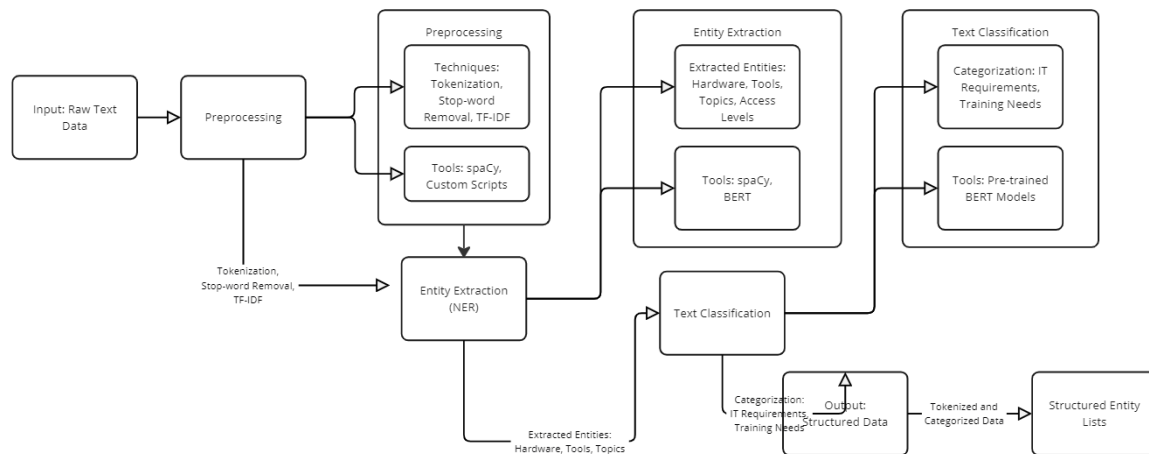 Preprocessing
Techniques:
Tokenization,
Stop-word
Removal, TF-IDF
Tools: spaCy,
Custom Scripts
Entity Extraction
Extracted Entities:
Hardware, Tools,
Topics, Access
Levels
Tools: spaCy,
BERT
Text Classification
Categorization: IT
Requirements,
Training Needs
Tools: Pre-trained
BERT Models
Input: Raw Text
Data
Preprocessing
Tokenization,
Stop-word Removal,
TF-IDF
Entity Extraction
(NER)
Extracted Entities:
Hardware, Tools, Topics
Text Classification
Categorization:
IT Requirements,
Training Needs
Output:
Structured Data
Tokenized and
Categorized Data
Structured Entity
Lists